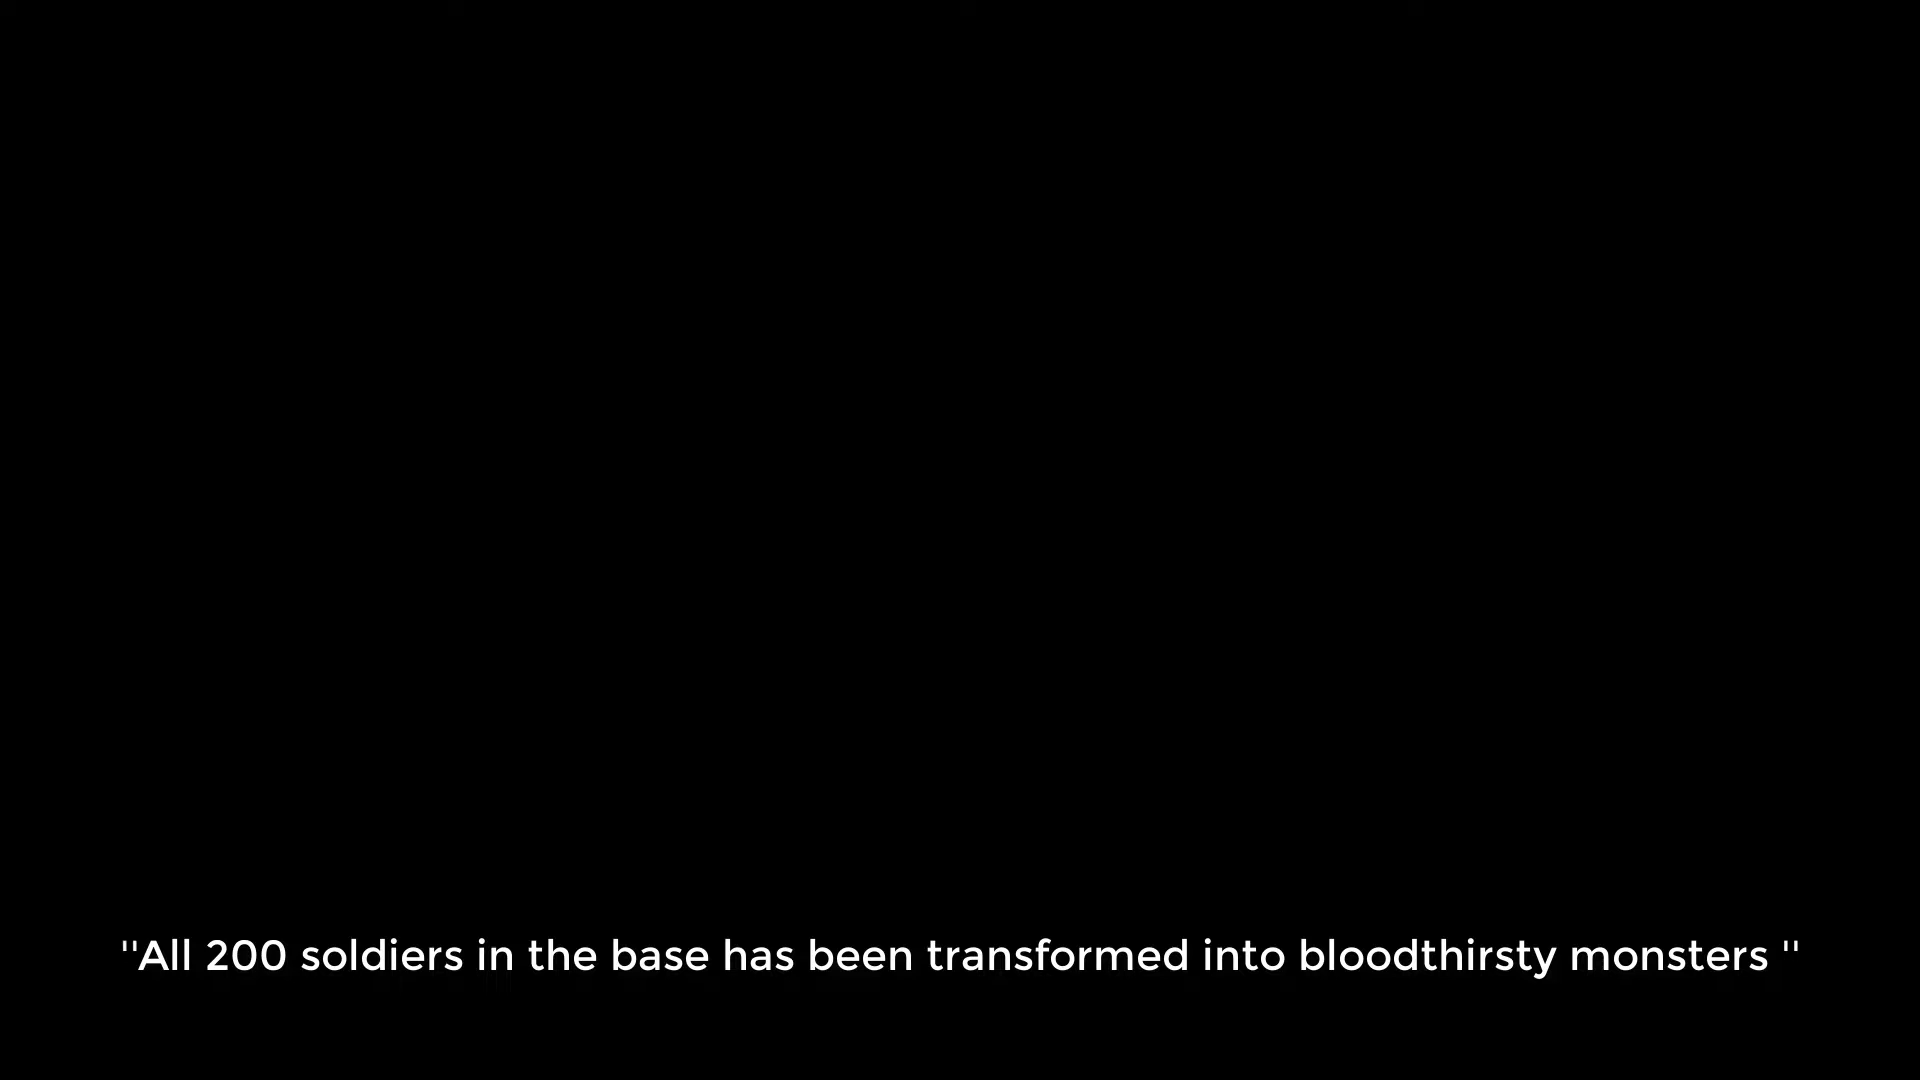 ''All 200 soldiers in the base has been transformed into bloodthirsty monsters ''